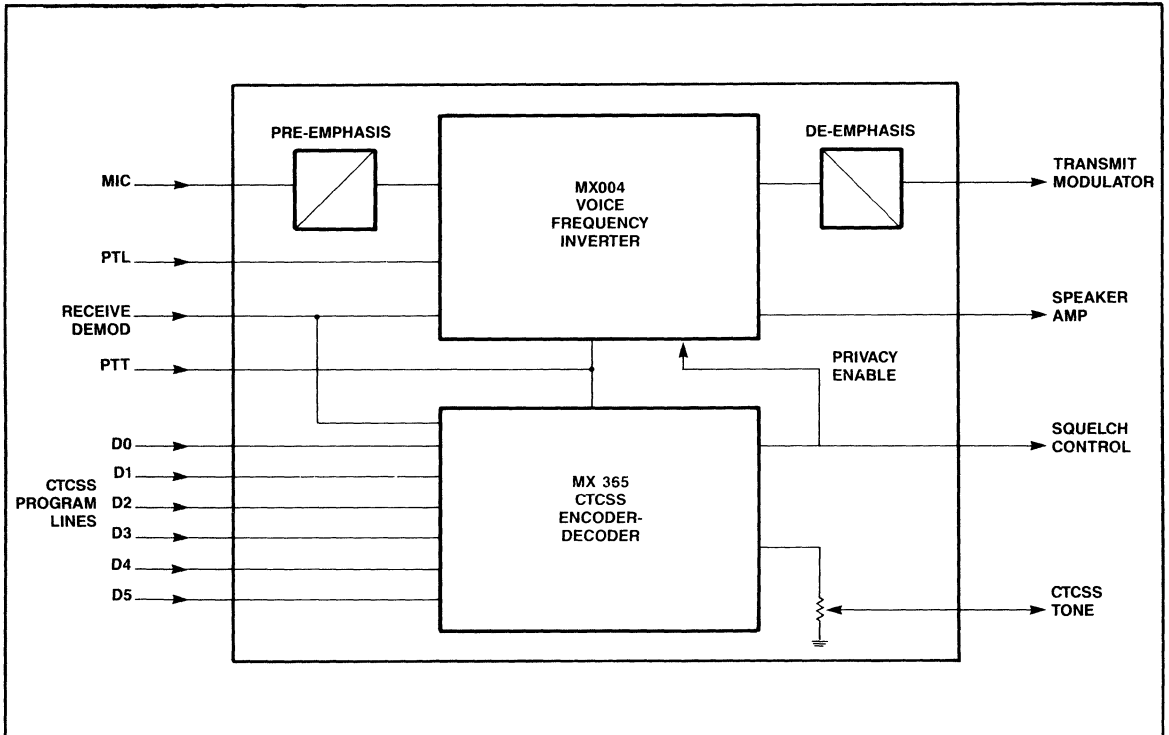 PRE-EMPHASIS
DE-EMPHASIS
MIC
PTL
RECEIVE
DEMOD
PTT
D0
D1
D2
D3
D4
D5
CTCSS
PROGRAM
LINES
MX004
VOICE
FREQUENCY
INVERTER
PRIVACY
ENABLE
MX 365
CTCSS
ENCODER-
DECODER
TRANSMIT
MODULATOR
SPEAKER
AMP
SQUELCH
CONTROL
CTCSS
TONE